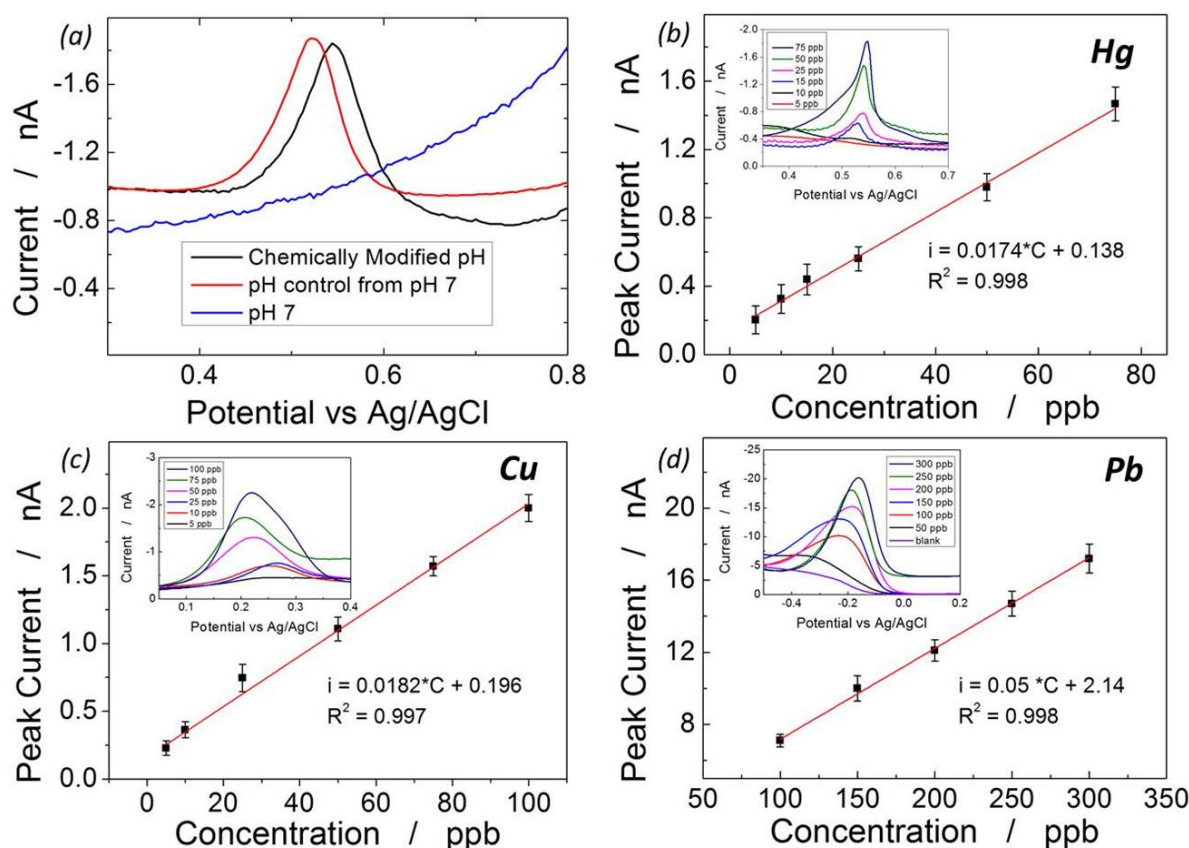 (a)
Current / nA
-1.6
-1.2
-0.8
-0.4
Chemically Modified pH
pH control from pH 7
pH 7
0.4
0.6
0.8
Potential vs Ag/AgCl
(b)
Hg
Peak Current / nA
1.6
1.2
0.8
0.4
0.0
Current / nA
-2.0
-1.6
-1.2
-0.8
-0.4
0.0
75 ppb
50 ppb
25 ppb
15 ppb
10 ppb
5 ppb
0.4
0.5
0.6
0.7
Potential vs Ag/AgCl
i = 0.0174*C + 0.138
R² = 0.998
0
20
40
60
80
Concentration / ppb
(c)
Cu
Peak Current / nA
2.0
1.5
1.0
0.5
0.0
Current / nA
-3
-2
-1
0
100 ppb
75 ppb
50 ppb
25 ppb
10 ppb
5 ppb
0.1
0.2
0.3
0.4
Potential vs Ag/AgCl
i = 0.0182*C + 0.196
R² = 0.997
0
20
40
60
80
100
Concentration / ppb
(d)
Pb
Peak Current / nA
20
16
12
8
Current / nA
-25
-20
-15
-10
-5
0
300 ppb
250 ppb
200 ppb
150 ppb
100 ppb
50 ppb
blank
-0.4
-0.2
0.0
0.2
Potential vs Ag/AgCl
i = 0.05 *C + 2.14
R² = 0.998
50
100
150
200
250
300
350
Concentration / ppb